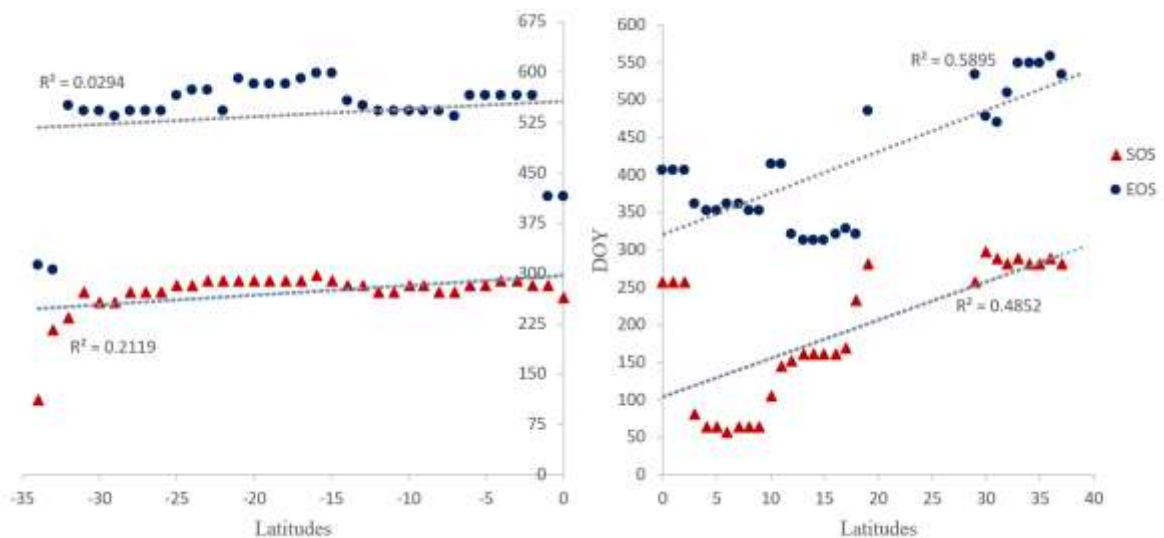 675
600
525
450
375
300
225
150
75
0
R² = 0.0294
R² = 0.2119
-35 -30 -25 -20 -15 -10 -5 0
Latitudes
DOY
600
550
500
450
400
350
300
250
200
150
100
50
0
R² = 0.5895
R² = 0.4852
0 5 10 15 20 25 30 35 40
Latitudes
SOS
EOS